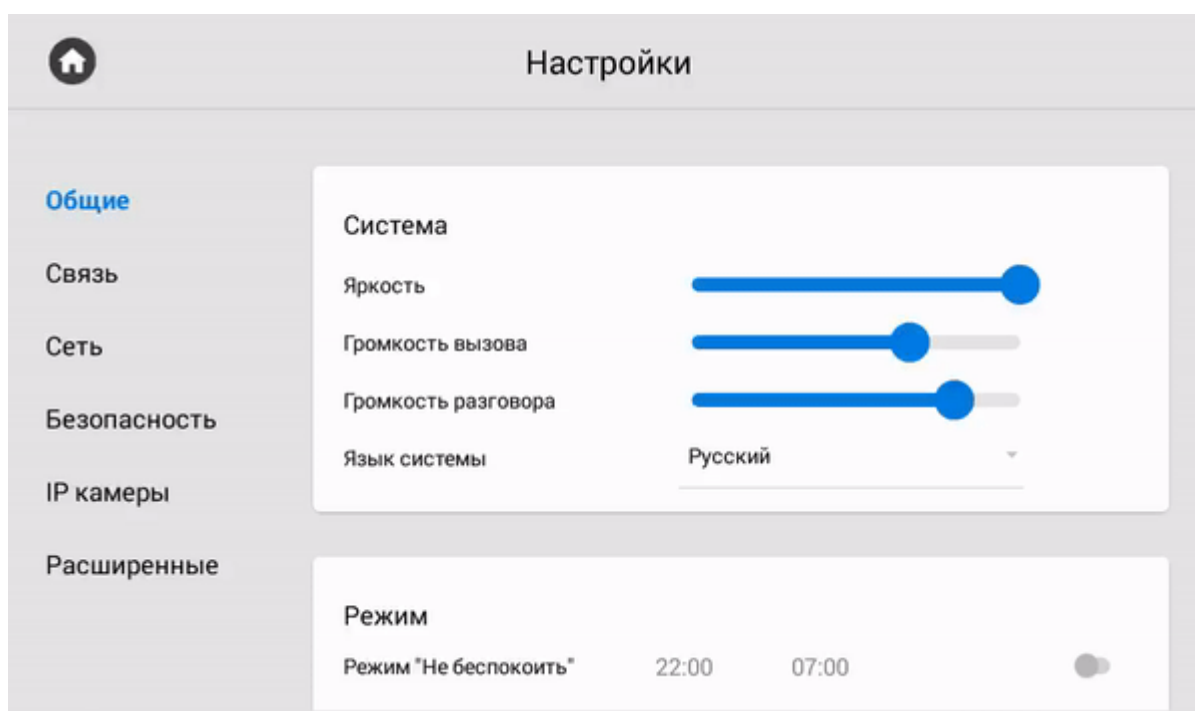 Настройки
Общие
Связь
Сеть
Безопасность
IP камеры
Расширенные
Система
Яркость
Громкость вызова
Громкость разговора
Язык системы Русский
Режим
Режим "Не беспокоить" 22:00 07:00